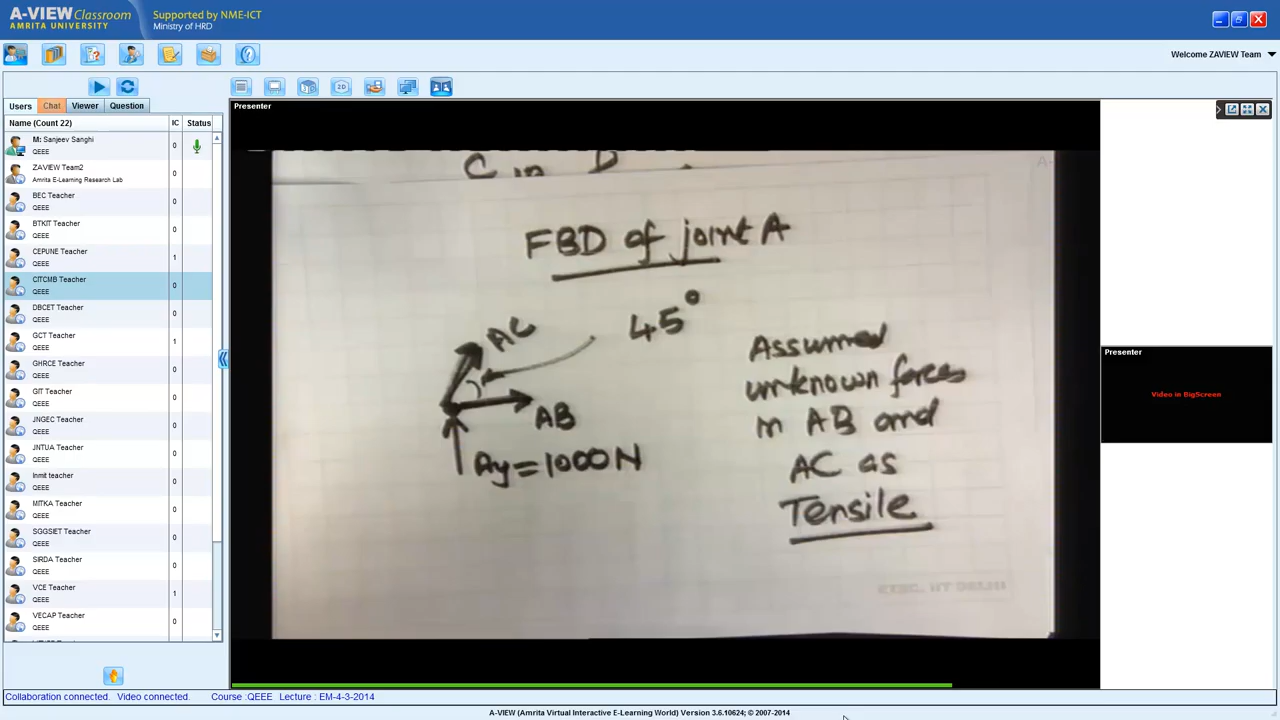 A-VIEW Classroom
AMRITA UNIVERSITY
Supported by NME-ICT
Ministry of HRD
Welcome ZAVIEW Team
Users Chat Viewer Question
Name (Count 22) IC Status
M: Sanjeev Sanghi 0
QEEE
ZAVIEW Team2 0
Amrita E-Learning Research Lab
BEC Teacher 0
QEEE
BTKIT Teacher 0
QEEE
CEPUNE Teacher 1
QEEE
CITCMB Teacher 0
QEEE
DBCET Teacher 0
QEEE
GCT Teacher 1
QEEE
GHRCE Teacher 0
QEEE
GIT Teacher 0
QEEE
JNGEC Teacher 0
QEEE
JNTUA Teacher 0
QEEE
Inmit teacher 0
QEEE
MITKA Teacher 0
QEEE
SGGSIET Teacher 0
QEEE
SIRDA Teacher 0
QEEE
VCE Teacher 1
QEEE
VECAP Teacher 0
QEEE
Presenter
C in D
FBD of joint A
45°
AC
AB
Ay=1000N
Assumed
unknown forces
in AB and
AC as
Tensile
Presenter
Video in BigScreen
Collaboration connected. Video connected. Course :QEEE Lecture : EM-4-3-2014
A-VIEW (Amrita Virtual Interactive E-Learning World) Version 3.6.10624; © 2007-2014